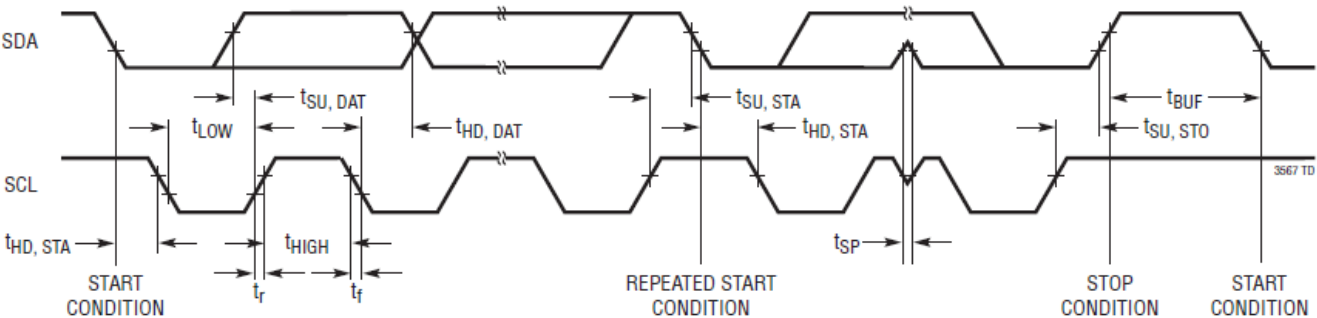 SDA
tSU, DAT
tSU, STA
tBUF
tLOW
tHD, DAT
tHD, STA
tSU, STO
SCL
3567 TD
tHD, STA
tHIGH
tSP
tr
tf
START
CONDITION
REPEATED START
CONDITION
STOP
CONDITION
START
CONDITION